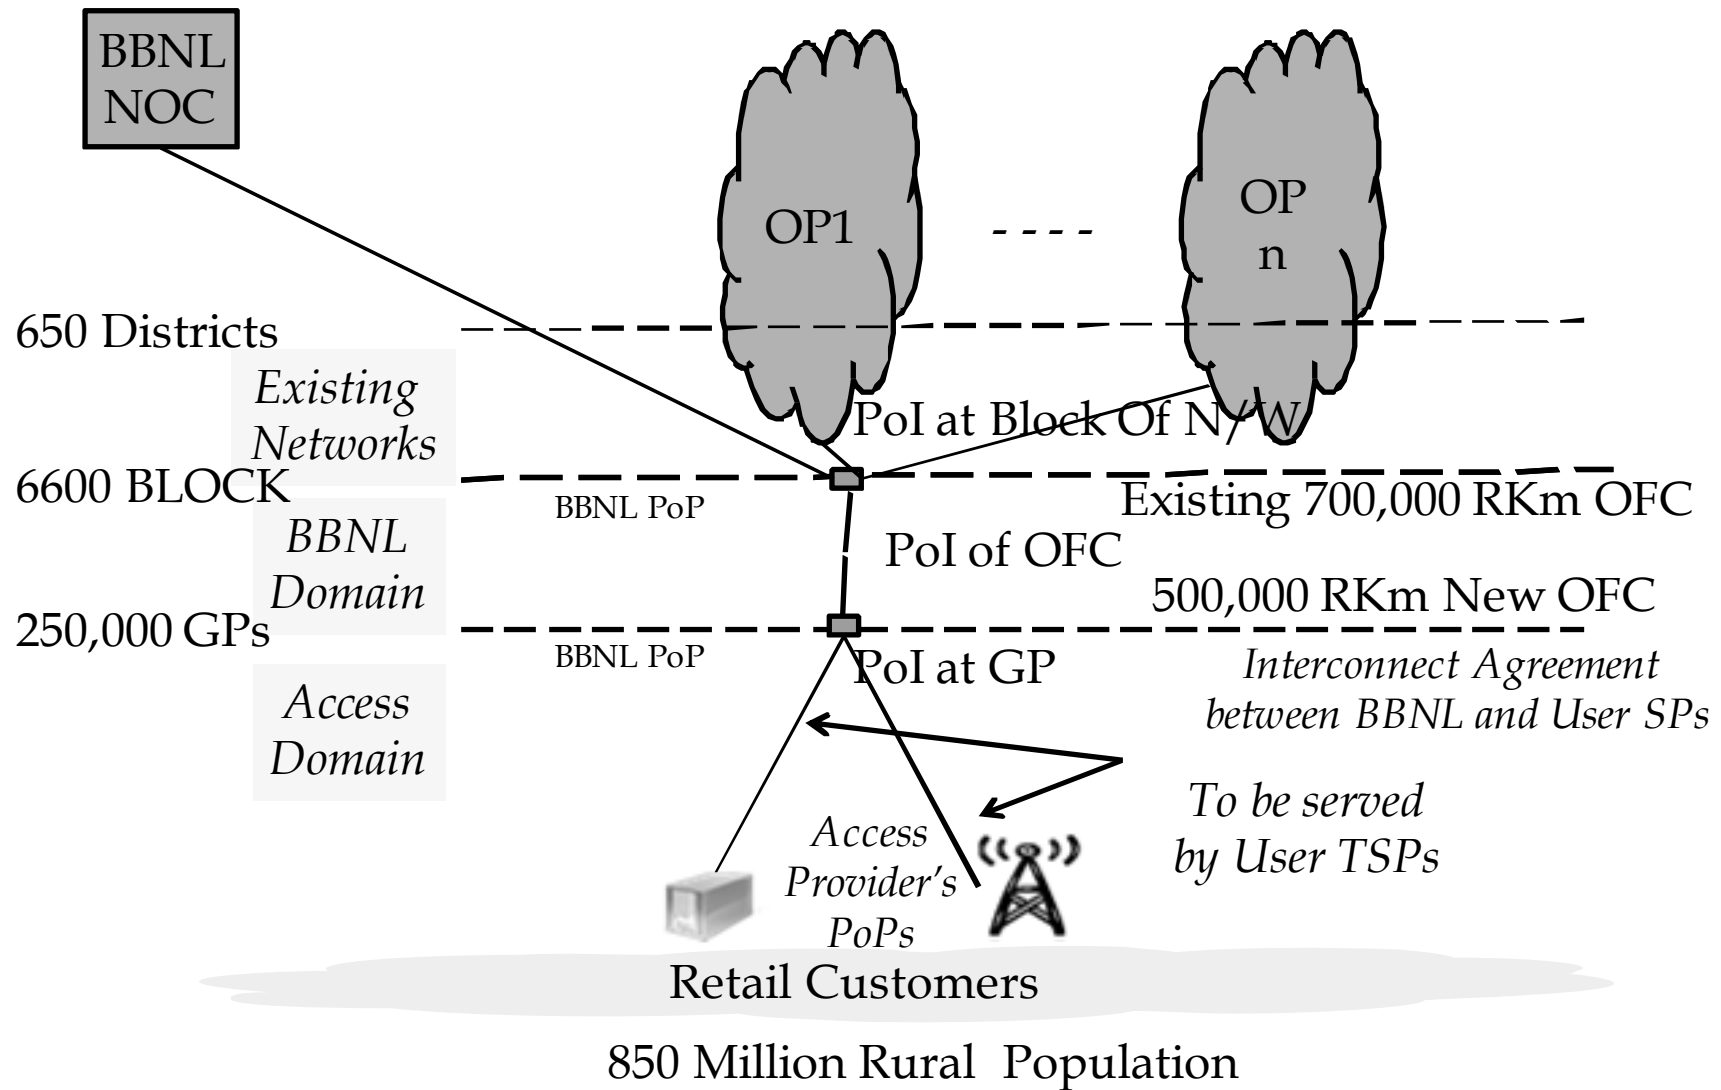 BBNL
NOC
OP1
- - - -
OP
n
650 Districts
Existing
Networks
PoI at Block Of N/W
6600 BLOCK
BBNL PoP
Existing 700,000 RKm OFC
BBNL
Domain
PoI of OFC
500,000 RKm New OFC
250,000 GPs
BBNL PoP
PoI at GP
Interconnect Agreement
between BBNL and User SPs
Access
Domain
To be served
by User TSPs
Access
Provider's
PoPs
Retail Customers
850 Million Rural Population